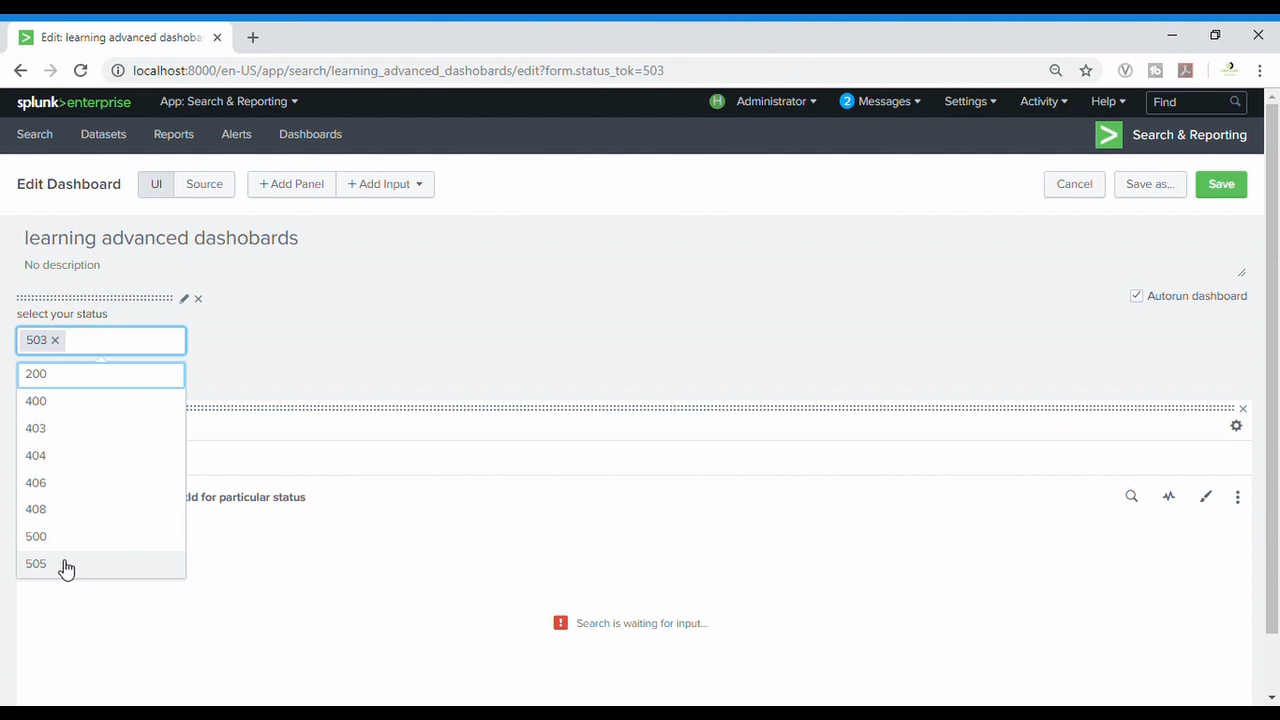 Edit: learning advanced dashoba
localhost:8000/en-US/app/search/learning_advanced_dashobards/edit?form.status_tok=503
splunk>enterprise App: Search & Reporting H Administrator 2 Messages Settings Activity Help Find
Search Datasets Reports Alerts Dashboards Search & Reporting
Edit Dashboard UI Source + Add Panel + Add Input Cancel Save as... Save
learning advanced dashobards
No description
Autorun dashboard
select your status
503
200
400
403
404
406
408
500
505
Id for particular status
Search is waiting for input...